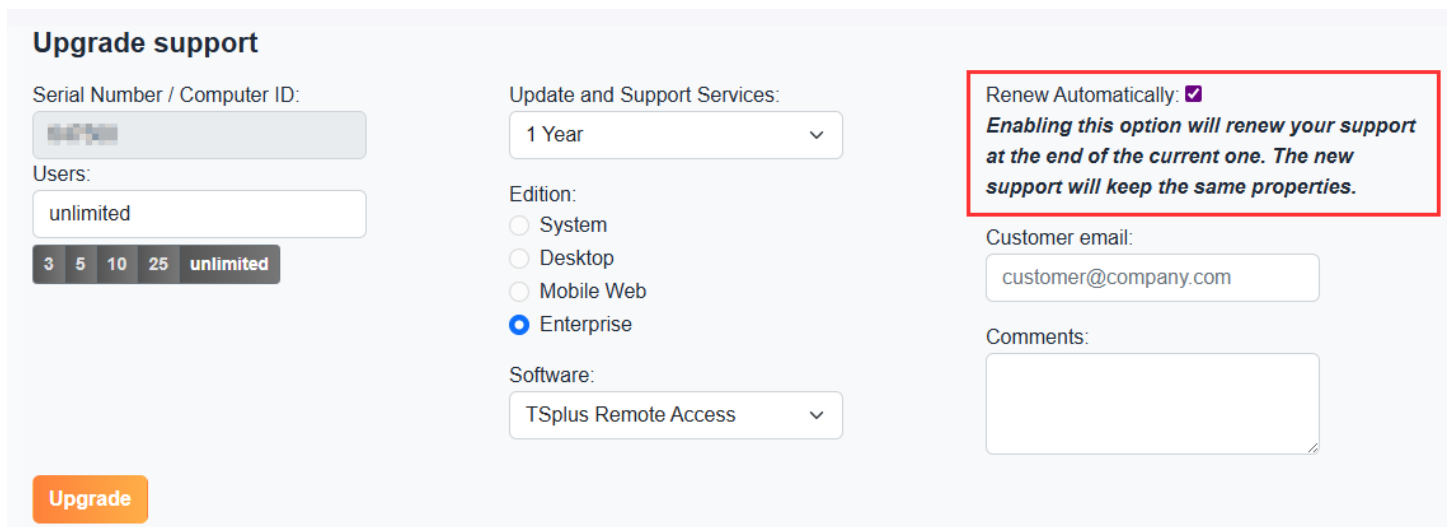 Upgrade support
Serial Number / Computer ID:
Users:
unlimited
3 5 10 25 unlimited
Update and Support Services:
1 Year
Edition:
System
Desktop
Mobile Web
Enterprise
Software:
TSplus Remote Access
Renew Automatically:
Enabling this option will renew your support
at the end of the current one. The new
support will keep the same properties.
Customer email:
customer@company.com
Comments:
Upgrade